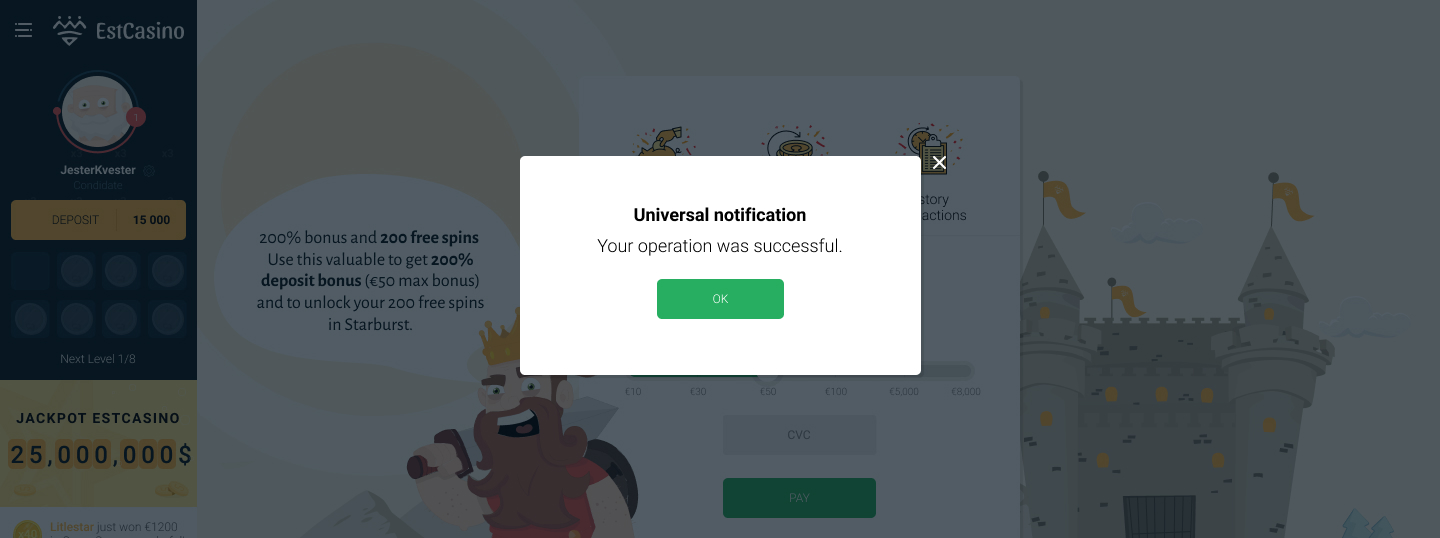 EstCasino
1
JesterKvester
Candidate
DEPOSIT 15 000
Next Level 1/8
JACKPOT ESTCASINO
25,000,000$
Litlestar just won €1200
200% bonus and 200 free spins
Use this valuable to get 200%
deposit bonus (€50 max bonus)
and to unlock your 200 free spins
in Starburst.
Universal notification
Your operation was successful.
OK
€10 €30 €50 €100 €5,000 €8,000
CVC
PAY